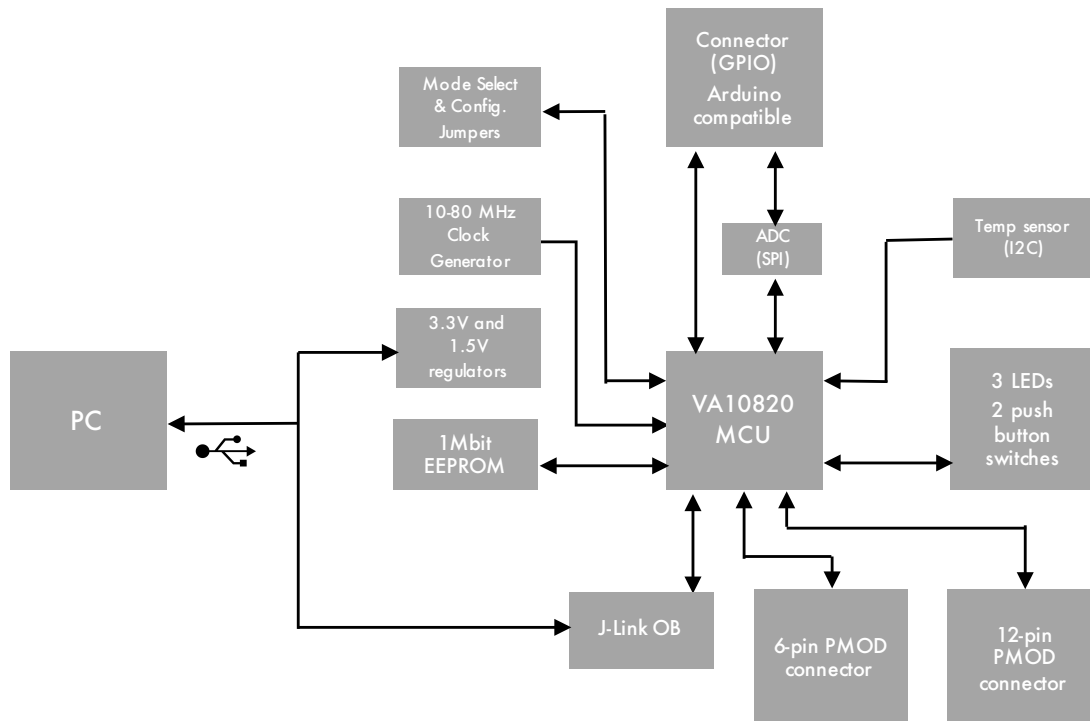 Connector
(GPIO)
Arduino
compatible
Mode Select
& Config.
Jumpers
10-80 MHz
Clock
Generator
ADC
(SPI)
Temp sensor
(I2C)
3.3V and
1.5V
regulators
PC
VA10820
MCU
3 LEDs
2 push
button
switches
1Mbit
EEPROM
J-Link OB
6-pin PMOD
connector
12-pin
PMOD
connector